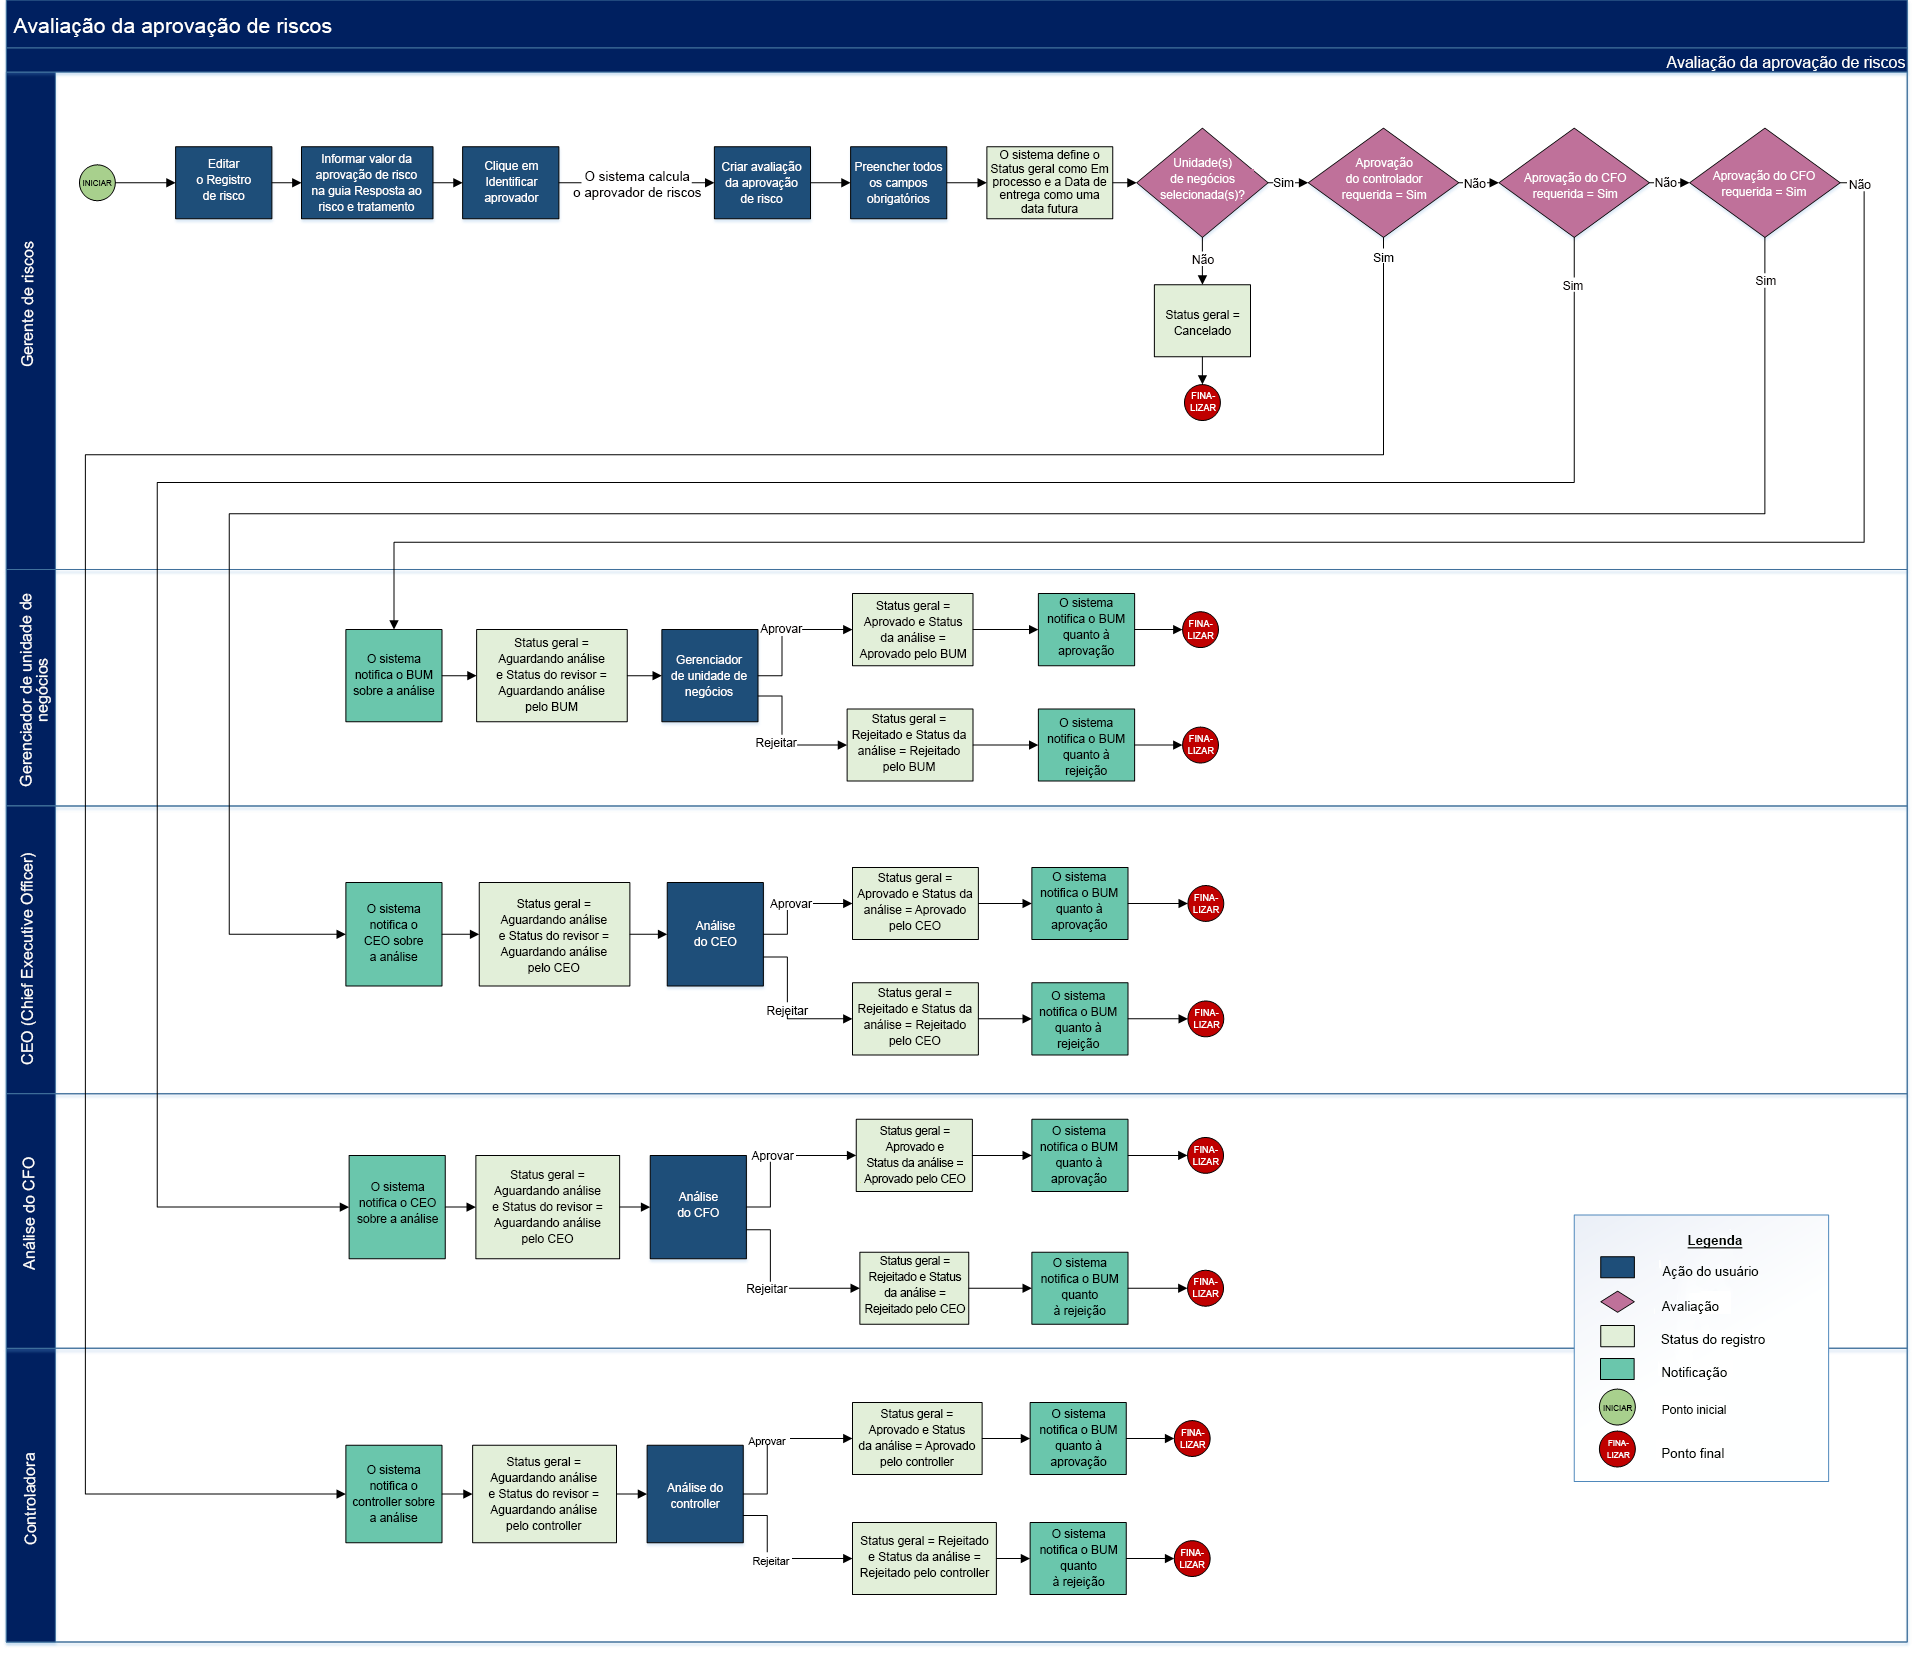 Avaliação da aprovação de riscos
Avaliação da aprovação de riscos
Gerente de riscos
INICIAR
Editar
o Registro
de risco
Informar valor da
aprovação de risco
na guia Resposta ao
risco e tratamento
Clique em
Identificar
aprovador
O sistema calcula
o aprovador de riscos
Criar avaliação
da aprovação
de risco
Preencher todos
os campos
obrigatórios
O sistema define o
Status geral como Em
processo e a Data de
entrega como uma
data futura
Unidade(s)
de negócios
selecionada(s)?
Sim
Aprovação
do controlador
requerida = Sim
Não
Aprovação do CFO
requerida = Sim
Não
Aprovação do CFO
requerida = Sim
Não
Não
Sim
Sim
Sim
Status geral =
Cancelado
FINA-
LIZAR
Gerenciador de unidade de
negócios
O sistema
notifica o BUM
sobre a análise
Status geral =
Aguardando análise
e Status do revisor =
Aguardando análise
pelo BUM
Gerenciador
de unidade de
negócios
Aprovar
Status geral =
Aprovado e Status
da análise =
Aprovado pelo BUM
O sistema
notifica o BUM
quanto à
aprovação
FINA-
LIZAR
Rejeitar
Status geral =
Rejeitado e Status da
análise = Rejeitado
pelo BUM
O sistema
notifica o BUM
quanto à
rejeição
FINA-
LIZAR
CEO (Chief Executive Officer)
O sistema
notifica o
CEO sobre
a análise
Status geral =
Aguardando análise
e Status do revisor =
Aguardando análise
pelo CEO
Análise
do CEO
Aprovar
Status geral =
Aprovado e Status da
análise = Aprovado
pelo CEO
O sistema
notifica o BUM
quanto à
aprovação
FINA-
LIZAR
Rejeitar
Status geral =
Rejeitado e Status da
análise = Rejeitado
pelo CEO
O sistema
notifica o BUM
quanto à
rejeição
FINA-
LIZAR
Análise do CFO
O sistema
notifica o CEO
sobre a análise
Status geral =
Aguardando análise
e Status do revisor =
Aguardando análise
pelo CEO
Análise
do CFO
Aprovar
Status geral =
Aprovado e
Status da análise =
Aprovado pelo CEO
O sistema
notifica o BUM
quanto à
aprovação
FINA-
LIZAR
Rejeitar
Status geral =
Rejeitado e Status
da análise =
Rejeitado pelo CEO
O sistema
notifica o BUM
quanto
à rejeição
FINA-
LIZAR
Controladora
O sistema
notifica o
controller sobre
a análise
Status geral =
Aguardando análise
e Status do revisor =
Aguardando análise
pelo controller
Análise do
controller
Aprovar
Status geral =
Aprovado e Status
da análise = Aprovado
pelo controller
O sistema
notifica o BUM
quanto à
aprovação
FINA-
LIZAR
Rejeitar
Status geral = Rejeitado
e Status da análise =
Rejeitado pelo controller
O sistema
notifica o BUM
quanto
à rejeição
FINA-
LIZAR
Legenda
Ação do usuário
Avaliação
Status do registro
Notificação
INICIAR
Ponto inicial
FINA-
LIZAR
Ponto final